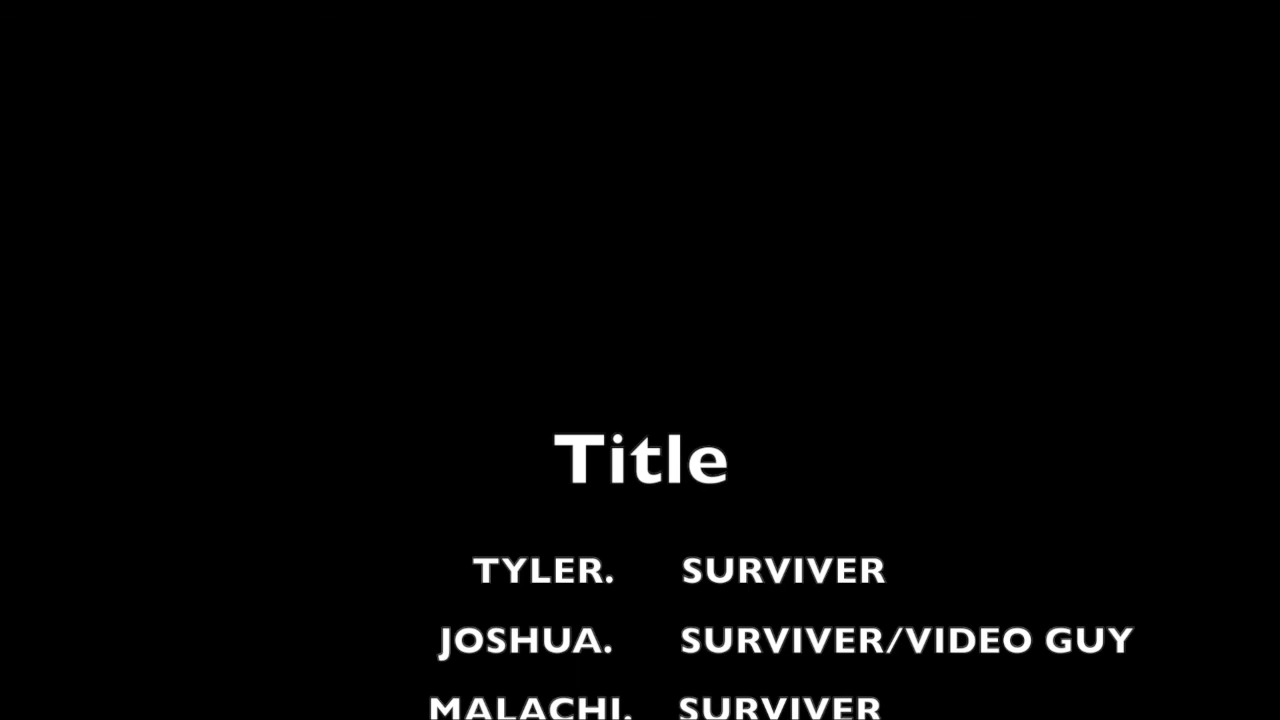 Title
TYLER. SURVIVER
JOSHUA. SURVIVER/VIDEO GUY
MALACHI. SURVIVER